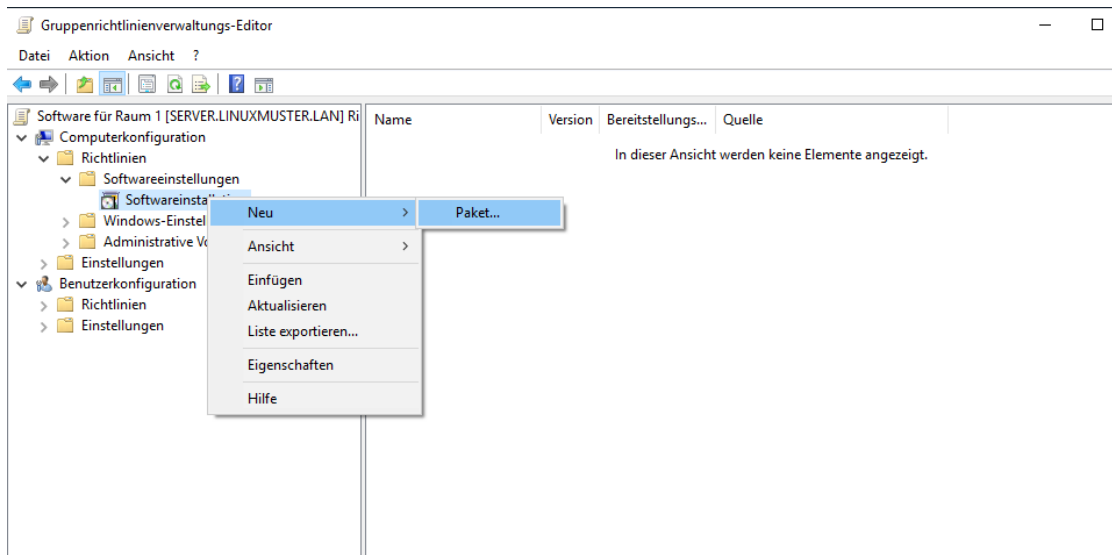 Gruppenrichtlinienverwaltungs-Editor
Datei Aktion Ansicht ?
Software für Raum 1 [SERVER.LINUXMUSTER.LAN] Ri
Computerkonfiguration
Richtlinien
Softwareeinstellungen
Windows-Einstel
Administrative Vo
Einstellungen
Benutzerkonfiguration
Richtlinien
Einstellungen
Neu
Paket...
Ansicht
Einfügen
Aktualisieren
Liste exportieren...
Eigenschaften
Hilfe
Name Version Bereitstellungs... Quelle
In dieser Ansicht werden keine Elemente angezeigt.